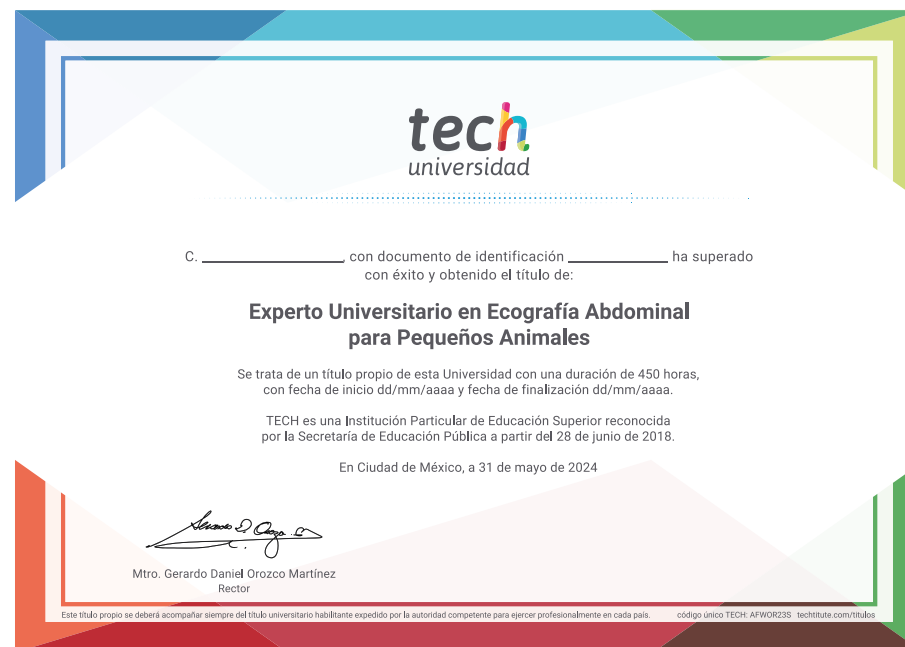 tech
universidad
C. ____________, con documento de identificación ____________ ha superado
con éxito y obtenido el título de:
Experto Universitario en Ecografía Abdominal
para Pequeños Animales
Se trata de un título propio de esta Universidad con una duración de 450 horas,
con fecha de inicio dd/mm/aaaa y fecha de finalización dd/mm/aaaa.
TECH es una Institución Particular de Educación Superior reconocida
por la Secretaría de Educación Pública a partir del 28 de junio de 2018.
En Ciudad de México, a 31 de mayo de 2024
Mtro. Gerardo Daniel Orozco Martínez
Rector
Este título propio se deberá acompañar siempre del título universitario habilitante expedido por la autoridad competente para ejercer profesionalmente en cada país. código único TECH: AFWOR23S techtitute.com/títulos